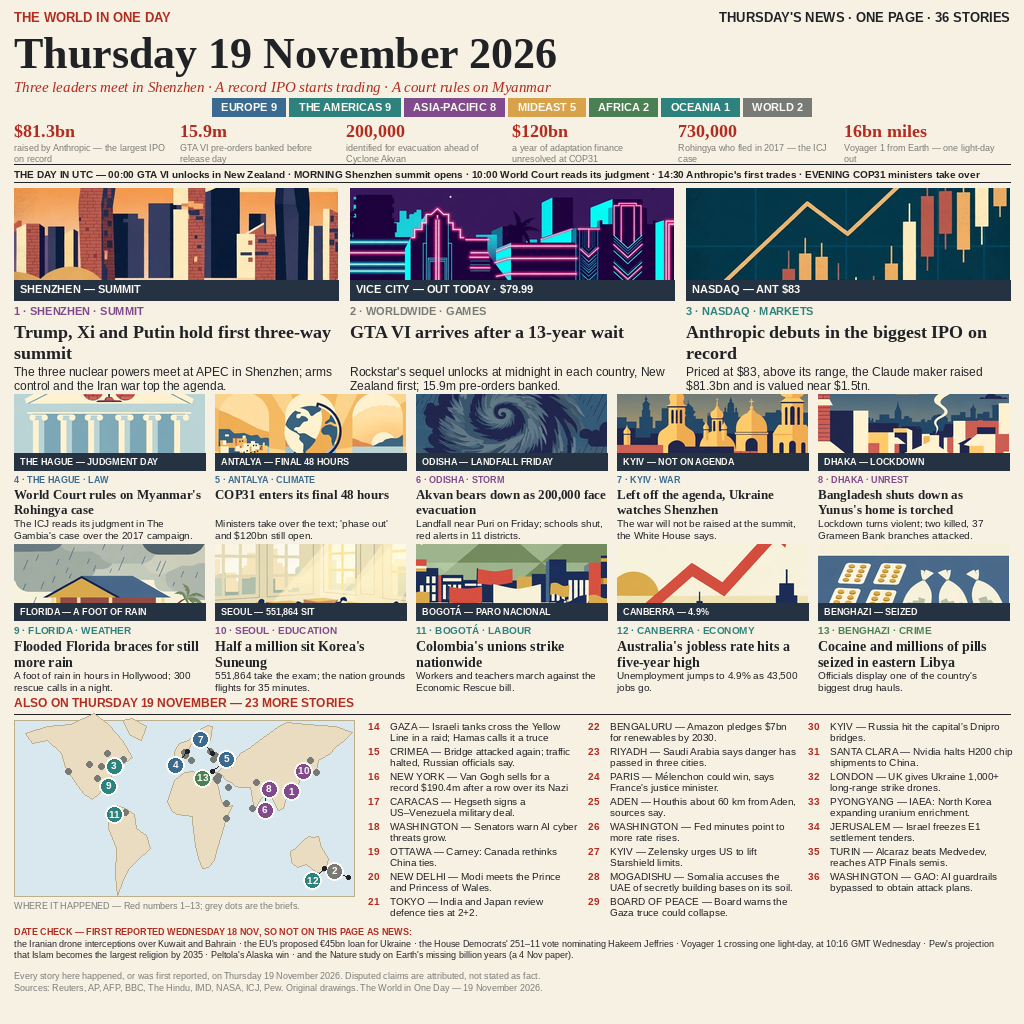 THE WORLD IN ONE DAY
THURSDAY'S NEWS · ONE PAGE · 36 STORIES
Thursday 19 November 2026
Three leaders meet in Shenzhen · A record IPO starts trading · A court rules on Myanmar
EUROPE 9
THE AMERICAS 9
ASIA-PACIFIC 8
MIDEAST 5
AFRICA 2
OCEANIA 1
WORLD 2
$81.3bn
raised by Anthropic — the largest IPO
on record
15.9m
GTA VI pre-orders banked before
release day
200,000
identified for evacuation ahead of
Cyclone Akvan
$120bn
a year of adaptation finance
unresolved at COP31
730,000
Rohingya who fled in 2017 — the ICJ
case
16bn miles
Voyager 1 from Earth — one light-day
out
THE DAY IN UTC — 00:00 GTA VI unlocks in New Zealand · MORNING Shenzhen summit opens · 10:00 World Court reads its judgment · 14:30 Anthropic's first trades · EVENING COP31 ministers take over
SHENZHEN — SUMMIT
1 · SHENZHEN · SUMMIT
Trump, Xi and Putin hold first three-way
summit
The three nuclear powers meet at APEC in Shenzhen; arms
control and the Iran war top the agenda.
VICE CITY — OUT TODAY · $79.99
2 · WORLDWIDE · GAMES
GTA VI arrives after a 13-year wait
Rockstar's sequel unlocks at midnight in each country, New
Zealand first; 15.9m pre-orders banked.
NASDAQ — ANT $83
3 · NASDAQ · MARKETS
Anthropic debuts in the biggest IPO on
record
Priced at $83, above its range, the Claude maker raised
$81.3bn and is valued near $1.5tn.
THE HAGUE — JUDGMENT DAY
4 · THE HAGUE · LAW
World Court rules on Myanmar's
Rohingya case
The ICJ reads its judgment in The
Gambia's case over the 2017 campaign.
ANTALYA — FINAL 48 HOURS
5 · ANTALYA · CLIMATE
COP31 enters its final 48 hours
Ministers take over the text; 'phase out'
and $120bn still open.
ODISHA — LANDFALL FRIDAY
6 · ODISHA · STORM
Akvan bears down as 200,000 face
evacuation
Landfall near Puri on Friday; schools shut,
red alerts in 11 districts.
KYIV — NOT ON AGENDA
7 · KYIV · WAR
Left off the agenda, Ukraine
watches Shenzhen
The war will not be raised at the summit,
the White House says.
DHAKA — LOCKDOWN
8 · DHAKA · UNREST
Bangladesh shuts down as
Yunus's home is torched
Lockdown turns violent; two killed, 37
Grameen Bank branches attacked.
FLORIDA — A FOOT OF RAIN
9 · FLORIDA · WEATHER
Flooded Florida braces for still
more rain
A foot of rain in hours in Hollywood; 300
rescue calls in a night.
SEOUL — 551,864 SIT
10 · SEOUL · EDUCATION
Half a million sit Korea's
Suneung
551,864 take the exam; the nation grounds
flights for 35 minutes.
BOGOTÁ — PARO NACIONAL
11 · BOGOTÁ · LABOUR
Colombia's unions strike
nationwide
Workers and teachers march against the
Economic Rescue bill.
CANBERRA — 4.9%
12 · CANBERRA · ECONOMY
Australia's jobless rate hits a
five-year high
Unemployment jumps to 4.9% as 43,500
jobs go.
BENGHAZI — SEIZED
13 · BENGHAZI · CRIME
Cocaine and millions of pills
seized in eastern Libya
Officials display one of the country's
biggest drug hauls.
ALSO ON THURSDAY 19 NOVEMBER — 23 MORE STORIES
7
4
5
3
13
9
10
8
1
6
11
2
12
WHERE IT HAPPENED — Red numbers 1–13; grey dots are the briefs.
14 GAZA — Israeli tanks cross the Yellow
Line in a raid; Hamas calls it a truce
15 CRIMEA — Bridge attacked again; traffic
halted, Russian officials say.
16 NEW YORK — Van Gogh sells for a
record $190.4m after a row over its Nazi
17 CARACAS — Hegseth signs a
US–Venezuela military deal.
18 WASHINGTON — Senators warn AI cyber
threats grow.
19 OTTAWA — Carney: Canada rethinks
China ties.
20 NEW DELHI — Modi meets the Prince
and Princess of Wales.
21 TOKYO — India and Japan review
defence ties at 2+2.
22 BENGALURU — Amazon pledges $7bn
for renewables by 2030.
23 RIYADH — Saudi Arabia says danger has
passed in three cities.
24 PARIS — Mélenchon could win, says
France's justice minister.
25 ADEN — Houthis about 60 km from Aden,
sources say.
26 WASHINGTON — Fed minutes point to
more rate rises.
27 KYIV — Zelensky urges US to lift
Starshield limits.
28 MOGADISHU — Somalia accuses the
UAE of secretly building bases on its soil.
29 BOARD OF PEACE — Board warns the
Gaza truce could collapse.
30 KYIV — Russia hit the capital's Dnipro
bridges.
31 SANTA CLARA — Nvidia halts H200 chip
shipments to China.
32 LONDON — UK gives Ukraine 1,000+
long-range strike drones.
33 PYONGYANG — IAEA: North Korea
expanding uranium enrichment.
34 JERUSALEM — Israel freezes E1
settlement tenders.
35 TURIN — Alcaraz beats Medvedev,
reaches ATP Finals semis.
36 WASHINGTON — GAO: AI guardrails
bypassed to obtain attack plans.
DATE CHECK — FIRST REPORTED WEDNESDAY 18 NOV, SO NOT ON THIS PAGE AS NEWS:
the Iranian drone interceptions over Kuwait and Bahrain · the EU's proposed €45bn loan for Ukraine · the House Democrats' 251–11 vote nominating Hakeem Jeffries · Voyager 1 crossing one light-day, at 10:16 GMT Wednesday · Pew's projection
that Islam becomes the largest religion by 2035 · Peltola's Alaska win · and the Nature study on Earth's missing billion years (a 4 Nov paper).
Every story here happened, or was first reported, on Thursday 19 November 2026. Disputed claims are attributed, not stated as fact.
Sources: Reuters, AP, AFP, BBC, The Hindu, IMD, NASA, ICJ, Pew. Original drawings. The World in One Day — 19 November 2026.